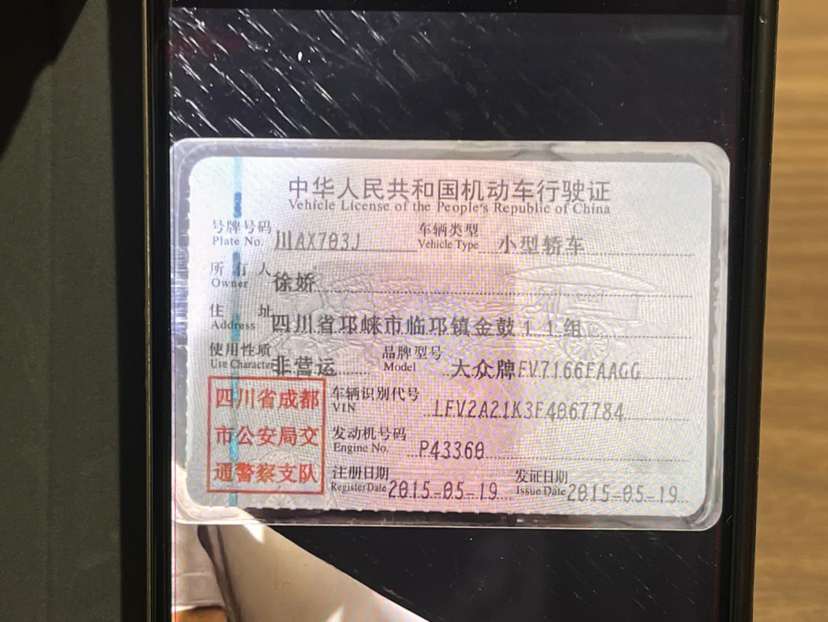 中华人民共和国机动车行驶证
Vehicle License of the People's Republic of China
号牌号码 川AX703J 车辆类型 小型轿车
Plate No. Vehicle Type
所有人 徐娇
Owner
住址 四川省邛崃市临邛镇金鼓11组
Address
使用性质 非营运 品牌型号 大众牌FV7166FAAGG
Use Character Model
四川省成都 车辆识别代号 LFV2A21K3F4067784
VIN
市公安局交 发动机号码 P43360
Engine No.
通警察支队 注册日期 2015-05-19 发证日期 2015-05-19
Register Date Issue Date